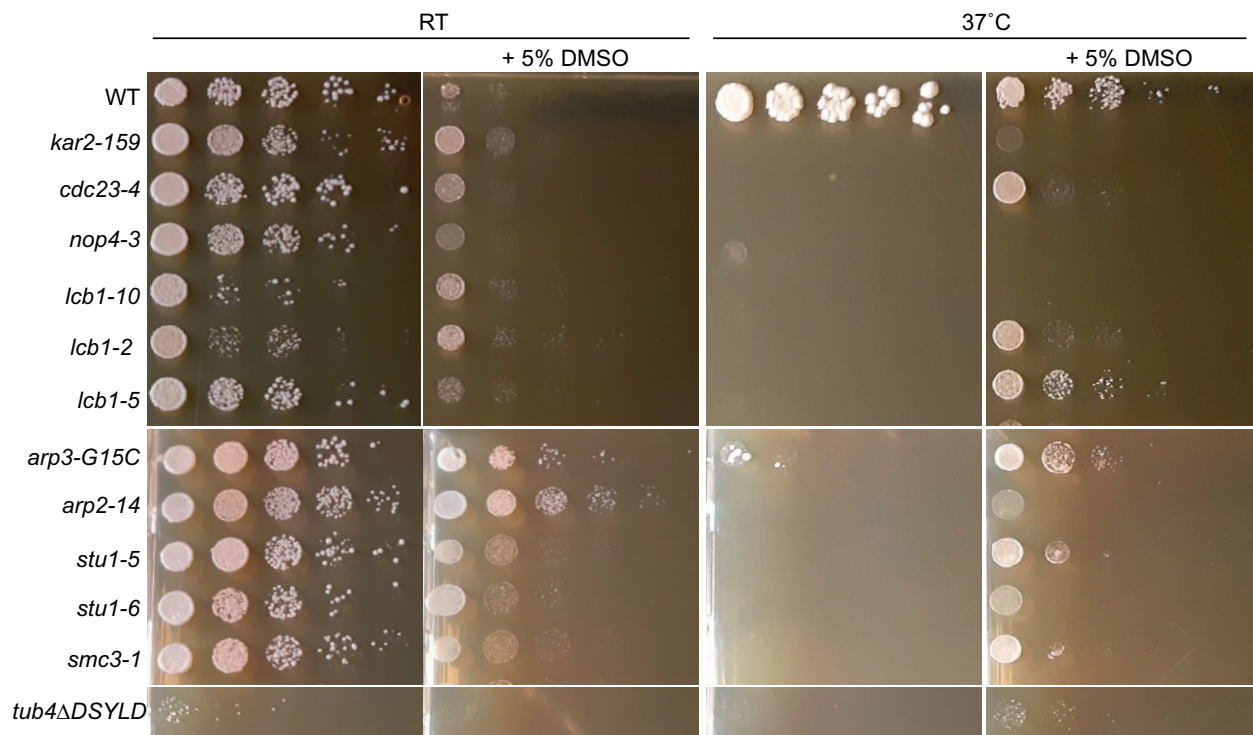 RT
37˚C
+ 5% DMSO
+ 5% DMSO
WT
kar2-159
cdc23-4
nop4-3
lcb1-10
lcb1-2
lcb1-5
arp3-G15C
arp2-14
stu1-5
stu1-6
smc3-1
tub4ΔDSYLD